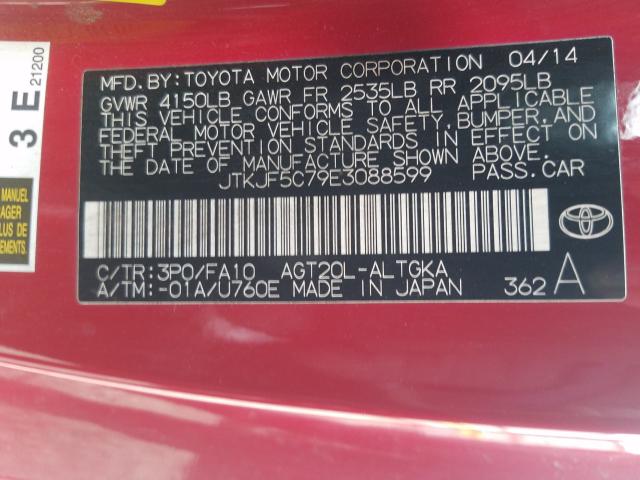 MFD. BY: TOYOTA MOTOR CORPORATION 04/14
GVWR 4150LB GAWR FR 2535LB RR 2095LB
THIS VEHICLE CONFORMS TO ALL APPLICABLE
FEDERAL MOTOR VEHICLE SAFETY, BUMPER, AND
THEFT PREVENTION STANDARDS IN EFFECT ON
THE DATE OF MANUFACTURE SHOWN ABOVE.
JTKJF5C79E3088599 PASS.CAR
C/TR: 3P0/FA10 AGT20L-ALTGKA
A/TM: -01A/U760E MADE IN JAPAN 362 A
TOYOTA
3 E
21200
MANUEL
AGER
PLUS DE